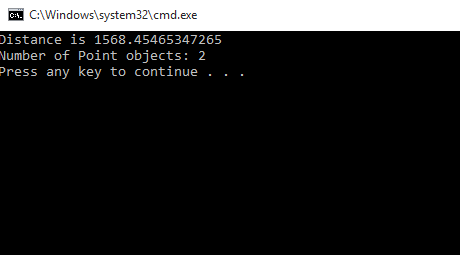 C:\Windows\system32\cmd.exe
Distance is 1568.45465347265
Number of Point objects: 2
Press any key to continue . . .